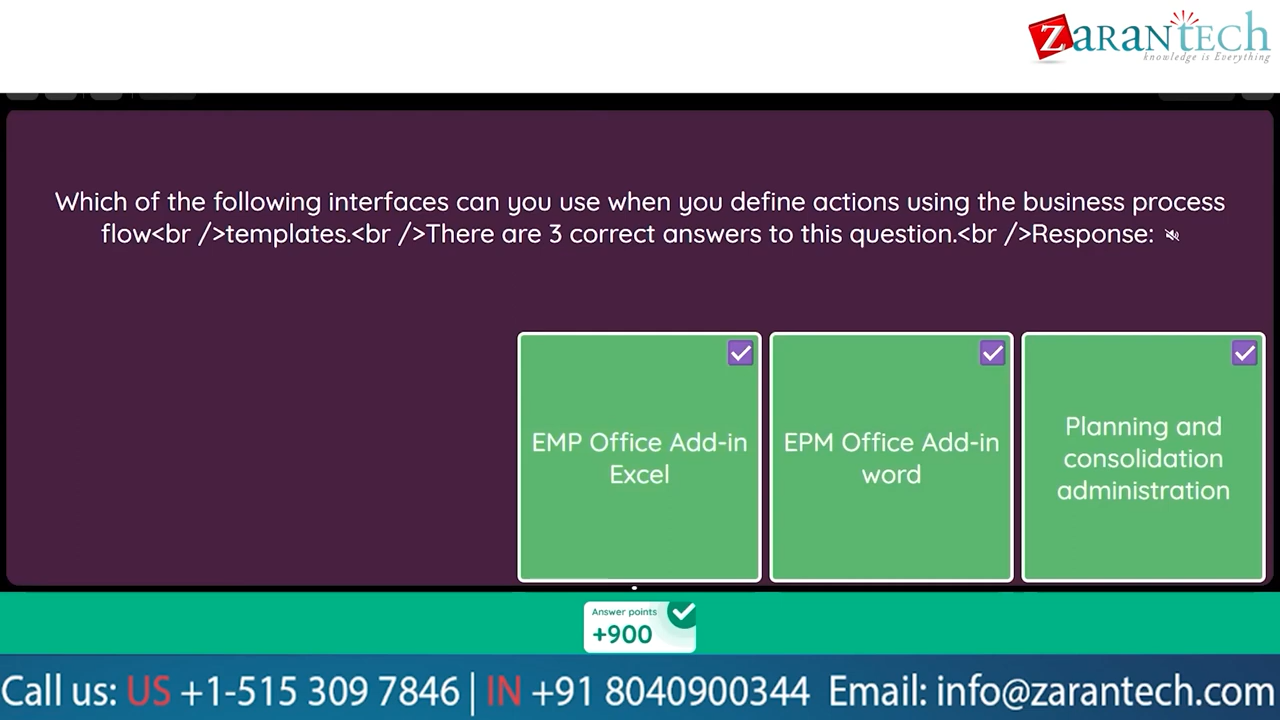 ZARANTECH
knowledge is Everything
Which of the following interfaces can you use when you define actions using the business process
flow<br />templates.<br />There are 3 correct answers to this question.<br />Response:
EMP Office Add-in
Excel
EPM Office Add-in
word
Planning and
consolidation
administration
Answer points
+900
Call us: US +1-515 309 7846 | IN +91 8040900344 Email: info@zarantech.com